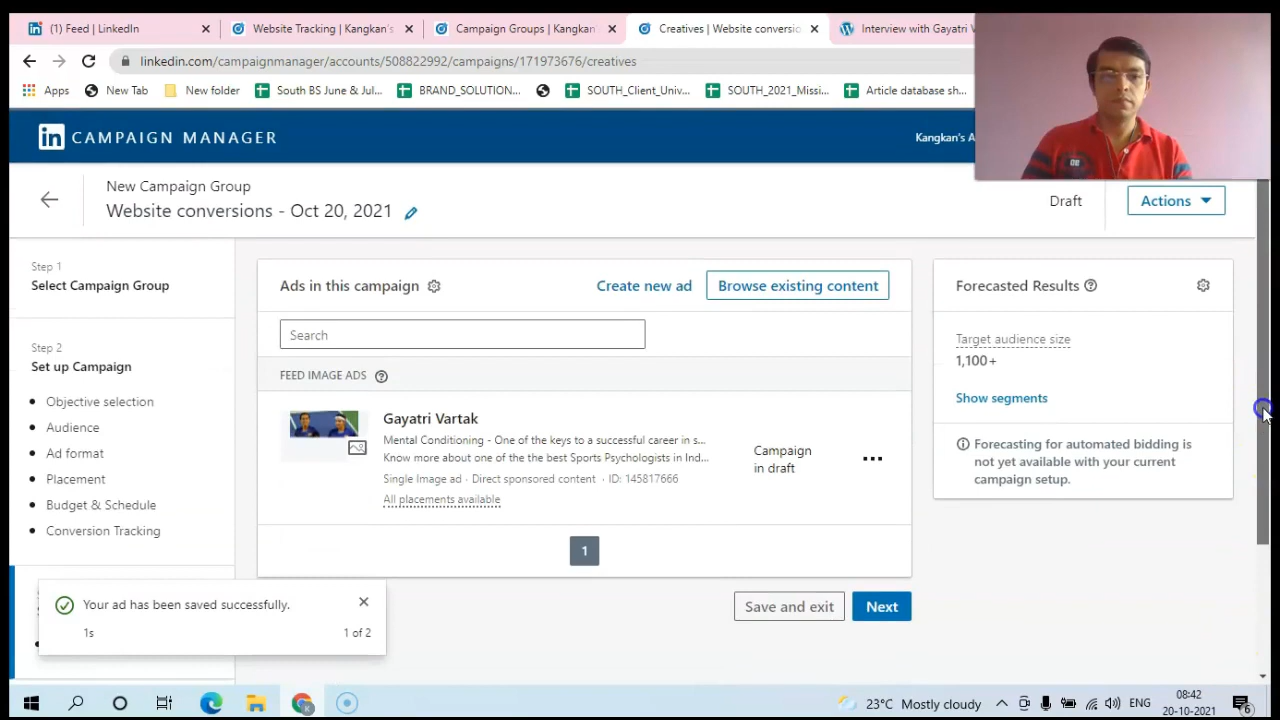 (1) Feed | LinkedIn
Website Tracking | Kangkan's
Campaign Groups | Kangkan's
Creatives | Website conversio
Interview with Gayatri V
linkedin.com/campaignmanager/accounts/508822992/campaigns/171973676/creatives
Apps
New Tab
New folder
South BS June & Jul...
BRAND_SOLUTION...
SOUTH_Client_Univ...
SOUTH_2021_Missi...
Article database sh...
in CAMPAIGN MANAGER
Kangkan's A
New Campaign Group
Website conversions - Oct 20, 2021
Draft
Actions
Step 1
Select Campaign Group
Step 2
Set up Campaign
Objective selection
Audience
Ad format
Placement
Budget & Schedule
Conversion Tracking
Ads in this campaign
Create new ad
Browse existing content
Search
FEED IMAGE ADS
Gayatri Vartak
Mental Conditioning - One of the keys to a successful career in s...
Know more about one of the the best Sports Psychologists in Ind...
Single Image ad · Direct sponsored content · ID: 145817666
All placements available
Campaign
in draft
1
Save and exit
Next
Forecasted Results
Target audience size
1,100+
Show segments
Forecasting for automated bidding is
not yet available with your current
campaign setup.
Your ad has been saved successfully.
1s
1 of 2
23°C Mostly cloudy
ENG
08:42
20-10-2021
6